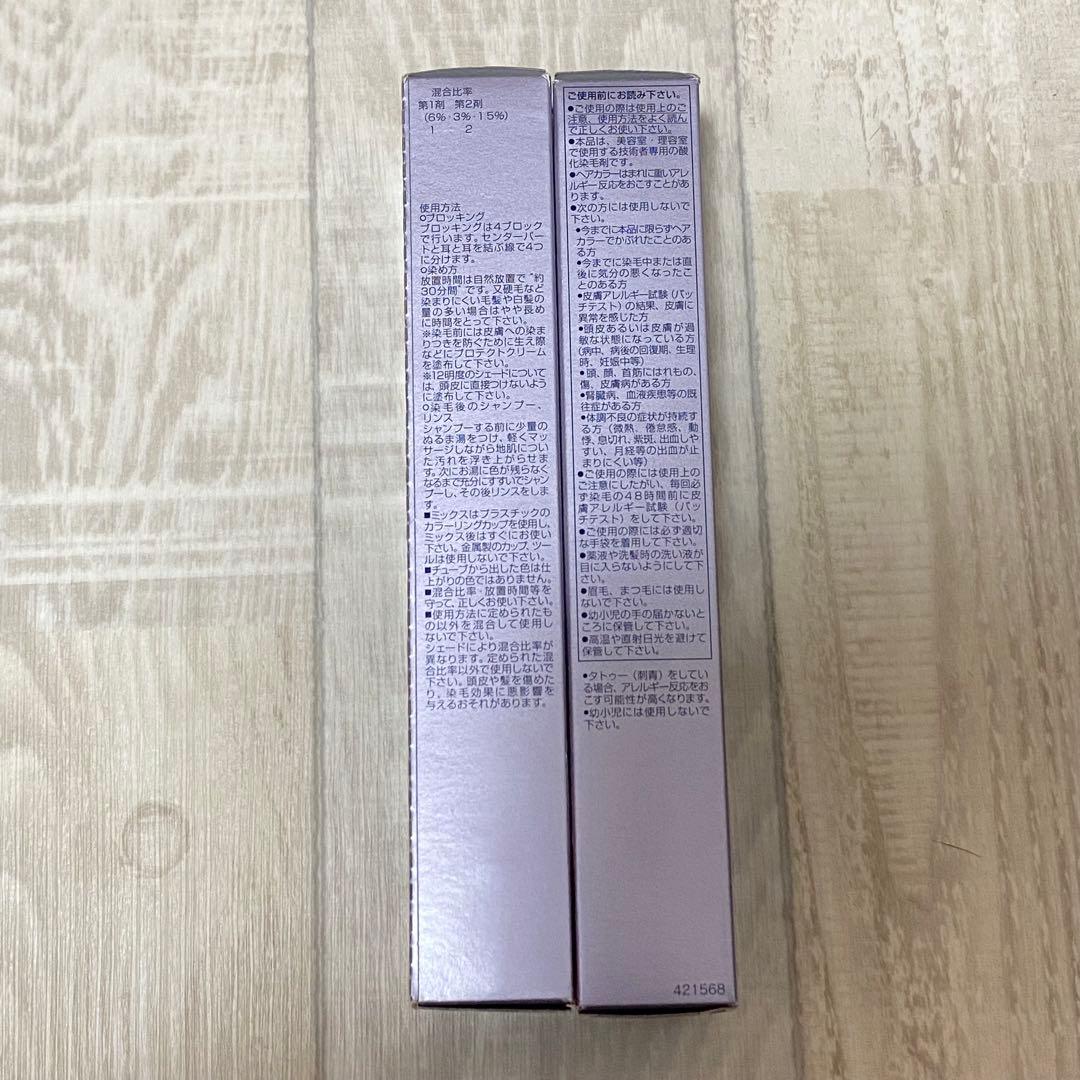 混合比率
第1剤 第2剤
(6%・3%・1.5%)
1 2
使用方法
○ブロッキング
ブロッキングは4ブロック
で行います。センターパー
トと耳と耳を結ぶ線で4つ
に分けます。
○染め方
放置時間は自然放置で"約
30分間"です。又硬毛など
染まりにくい毛髪や白髪の
量の多い場合はやや長め
に時間をとって下さい。
※染毛前には皮膚への染ま
りつきを防ぐために生え際
などにプロテクトクリーム
を塗布して下さい。
※12明度のシェードについて
は、頭皮に直接つけないよう
に塗布して下さい。
○染毛後のシャンプー、
リンス
シャンプーする前に少量の
ぬるま湯をつけ、軽くマッ
サージしながら地肌につい
た汚れを浮き上がらせま
す。次にお湯に色が残らなく
なるまで充分にすすいでシャン
プーし、その後リンスをしま
す。
■ミックスはプラスチックの
カラーリングカップを使用し、
ミックス後はすぐにお使い
下さい。金属製のカップ、ツー
ルは使用しないで下さい。
■チューブから出した色は仕
上がりの色ではありません。
■混合比率・放置時間等を
守って、正しくお使い下さい。
■使用方法に定められたも
の以外を混合して使用し
ないで下さい。
シェードにより混合比率が
異なります。定められた混
合比率以外で使用しないで
下さい。頭皮や髪を傷めた
り、染毛効果に悪影響を
与えるおそれがあります。
ご使用前にお読み下さい。
●ご使用の際は使用上のご
注意、使用方法をよく読ん
で正しくお使い下さい。
●本品は、美容室・理容室
で使用する技術者専用の酸
化染毛剤です。
●ヘアカラーはまれに重いアレ
ルギー反応をおこすことがあ
ります。
●次の方には使用しないで
下さい。
●今までに本品に限らずヘア
カラーでかぶれたことのあ
る方
●今までに染毛中または直
後に気分の悪くなったこ
とのある方
●皮膚アレルギー試験(パッ
チテスト)の結果、皮膚に
異常を感じた方
●頭皮あるいは皮膚が過
敏な状態になっている方
(病中、病後の回復期、生理
時、妊娠中等)
●頭、顔、首筋にはれもの、
傷、皮膚病がある方
●腎臓病、血液疾患等の既
往症がある方
●体調不良の症状が持続す
る方(微熱、倦怠感、動
悸、息切れ、紫斑、出血しや
すい、月経等の出血が止
まりにくい等)
●ご使用の際には使用上の
ご注意にしたがい、毎回必
ず染毛の48時間前に皮
膚アレルギー試験(パッ
チテスト)をして下さい。
●ご使用の際には必ず適切
な手袋を着用して下さい。
●薬液や洗髪時の洗い液が
目に入らないようにして下
さい。
●眉毛、まつ毛には使用し
ないで下さい。
●幼小児の手の届かないと
ころに保管して下さい。
●高温や直射日光を避けて
保管して下さい。
●タトゥー(刺青)をしてい
る場合、アレルギー反応をお
こす可能性が高くなります。
●幼小児には使用しないで
下さい。
421568